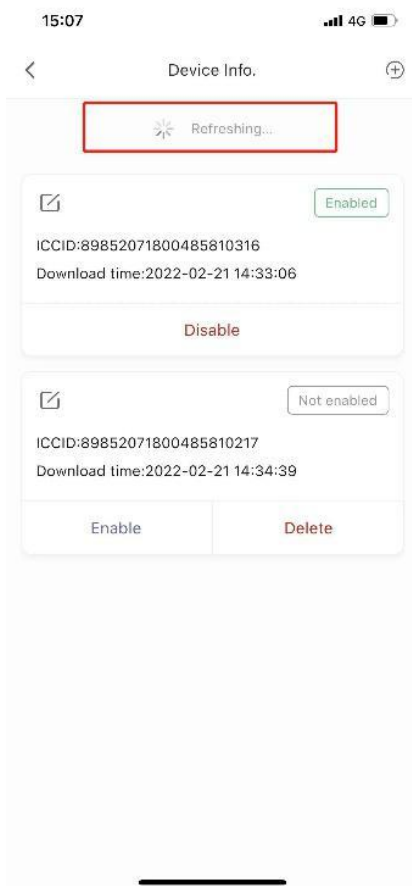 15:07
4G
Device Info.
Refreshing...
Enabled
ICCID:89852071800485810316
Download time:2022-02-21 14:33:06
Disable
Not enabled
ICCID:89852071800485810217
Download time:2022-02-21 14:34:39
Enable
Delete